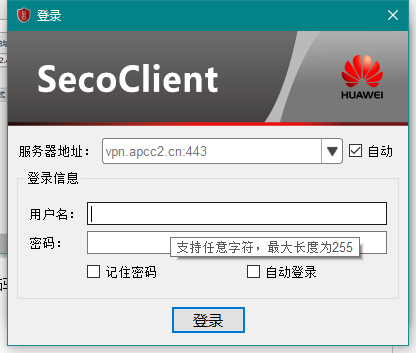 登录
SecoClient
HUAWEI
服务器地址： vpn.apcc2.cn:443 自动
登录信息
用户名：
密码：
支持任意字符，最大长度为255
记住密码 自动登录
登录